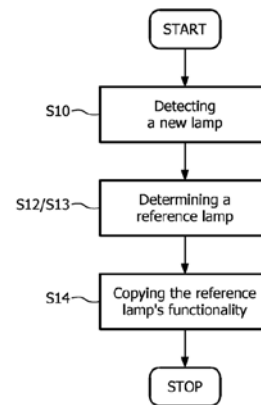 START
S10
Detecting
a new lamp
S12/S13
Determining a
reference lamp
S14
Copying the reference
lamp's functionality
STOP